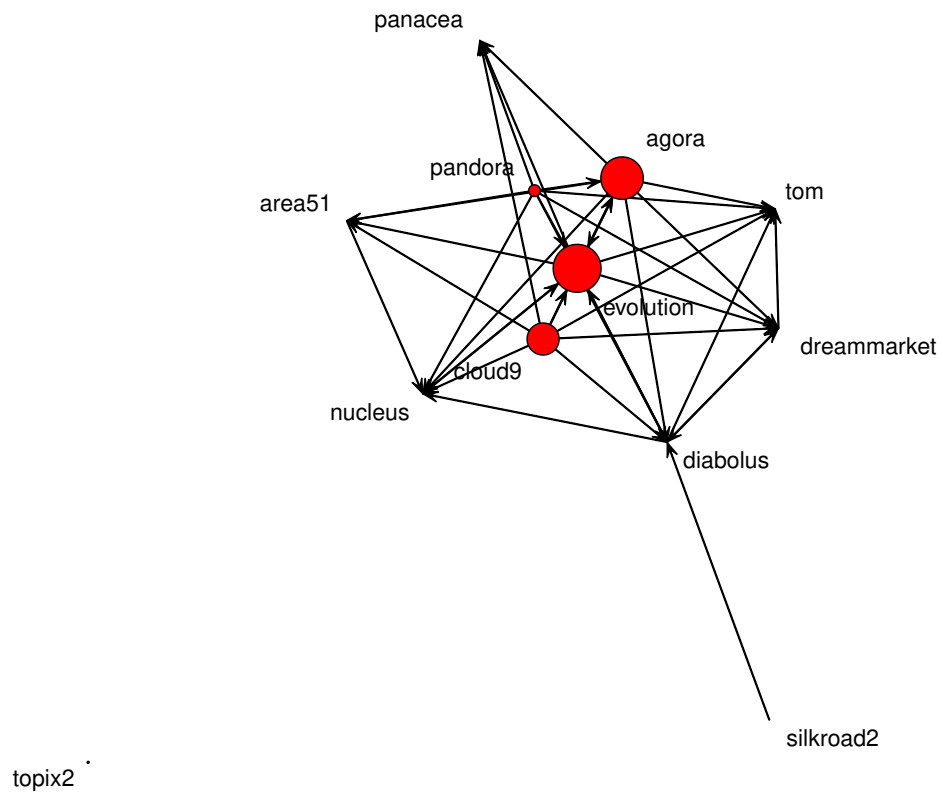 panacea
agora
pandora
tom
area51
evolution
dreammarket
cloud9
nucleus
diabolus
silkroad2
topix2